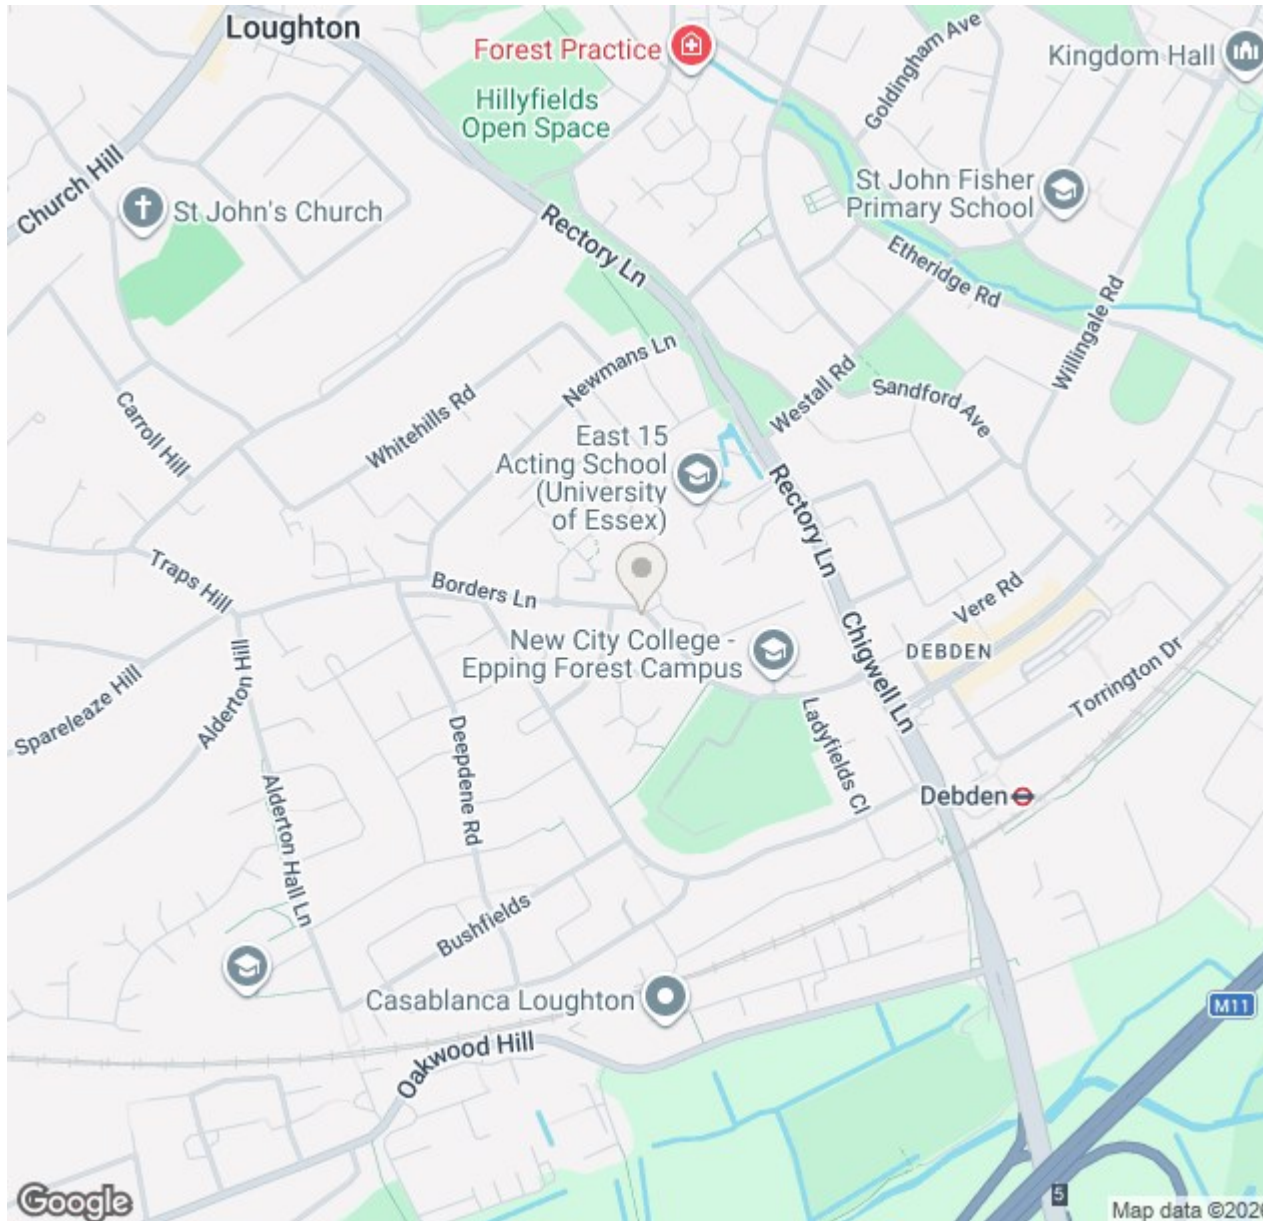 Loughton
Forest Practice
Hillyfields
Open Space
Goldingham Ave
Kingdom Hall
Church Hill
St John's Church
St John Fisher
Primary School
Rectory Ln
Etheridge Rd
Willingale Rd
Newmans Ln
Whitehills Rd
Carroll Hill
Westall Rd
Sandford Ave
East 15
Acting School
(University
of Essex)
Rectory Ln
Traps Hill
Borders Ln
Vere Rd
New City College -
Epping Forest Campus
Chigwell Ln
DEBDEN
Torrington Dr
Spareleaze Hill
Alderton Hill
Deepdene Rd
Ladyfields Cl
Alderton Hall Ln
Debden
Bushfields
Casablanca Loughton
Oakwood Hill
M11
5
Google
Map data ©2026